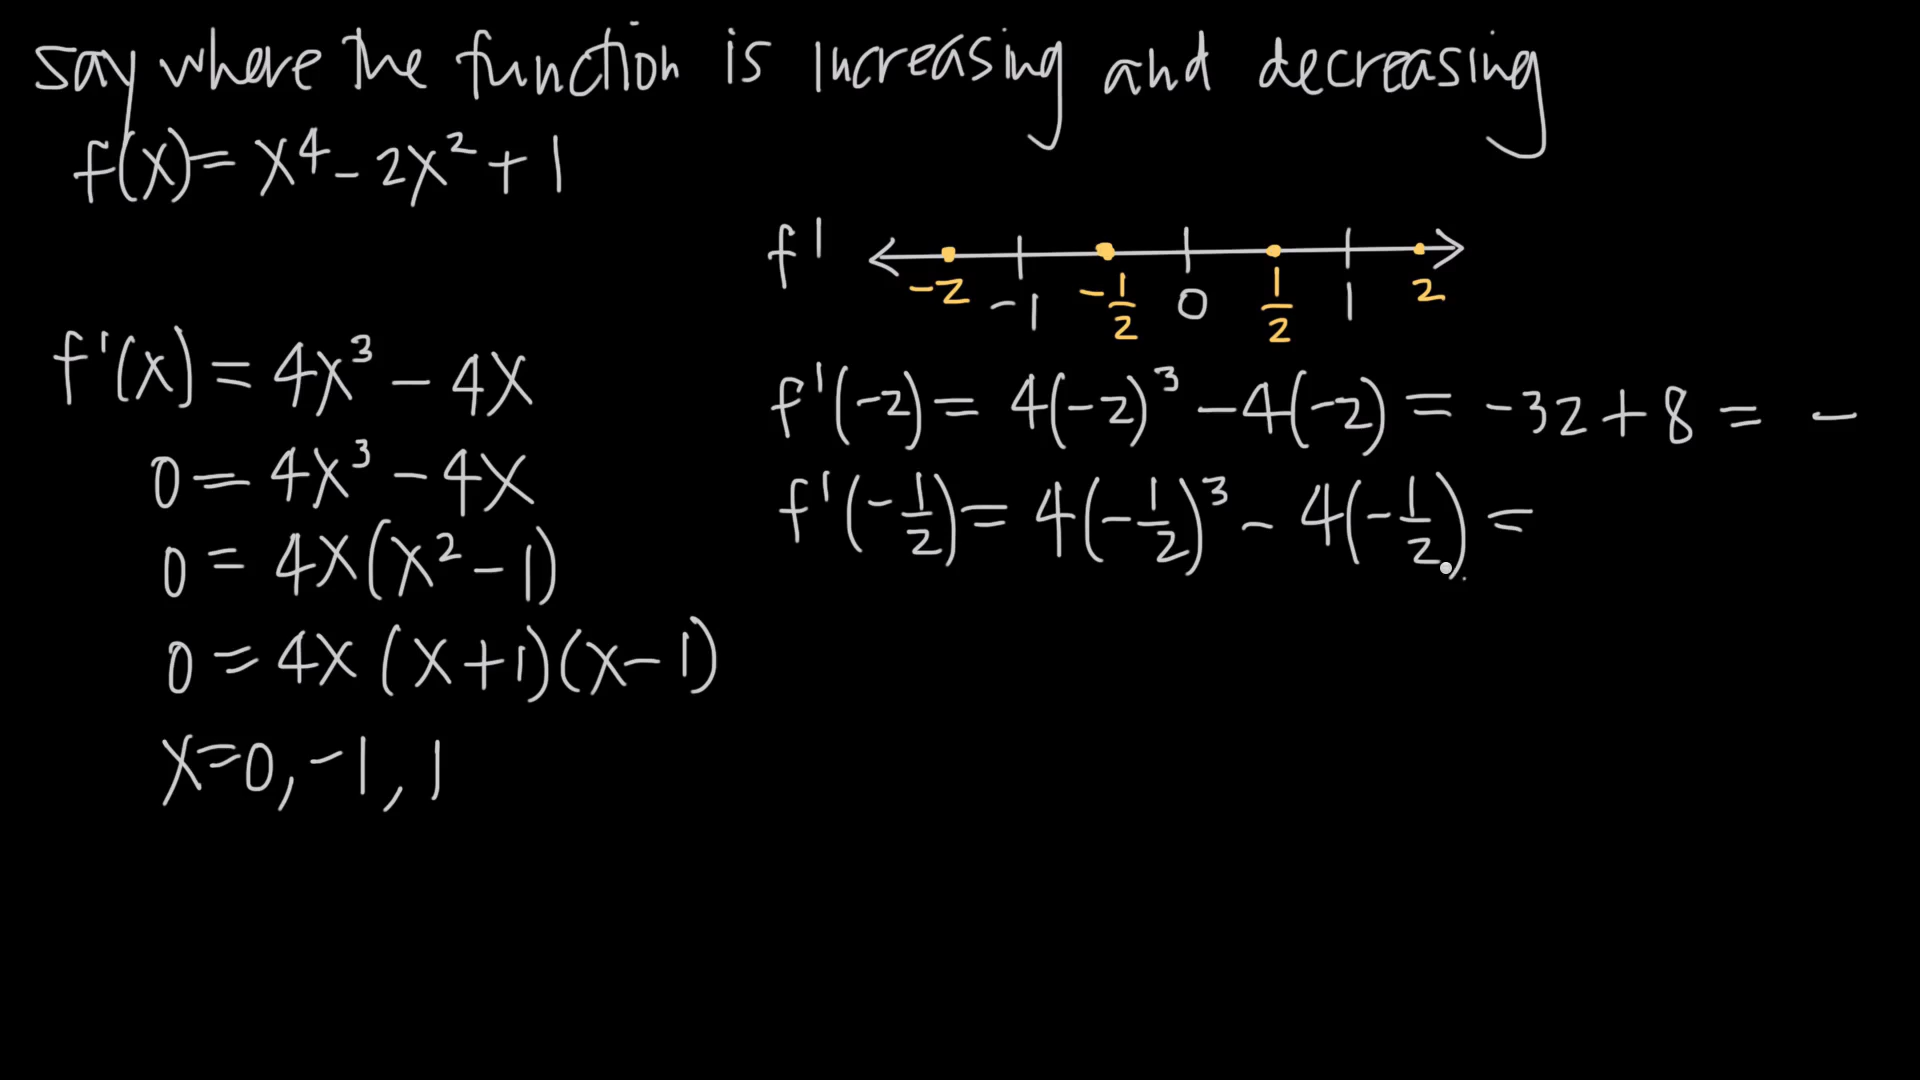 say where the function is increasing and decreasing
f(x) = x⁴ - 2x² + 1
f'
-2 -1 -1/2 0 1/2 1 2
f'(x) = 4x³ - 4x
0 = 4x³ - 4x
0 = 4x(x² - 1)
0 = 4x(x+1)(x-1)
x=0, -1, 1
f'(-2) = 4(-2)³ - 4(-2) = -32 + 8 = -
f'(-1/2) = 4(-1/2)³ - 4(-1/2) =